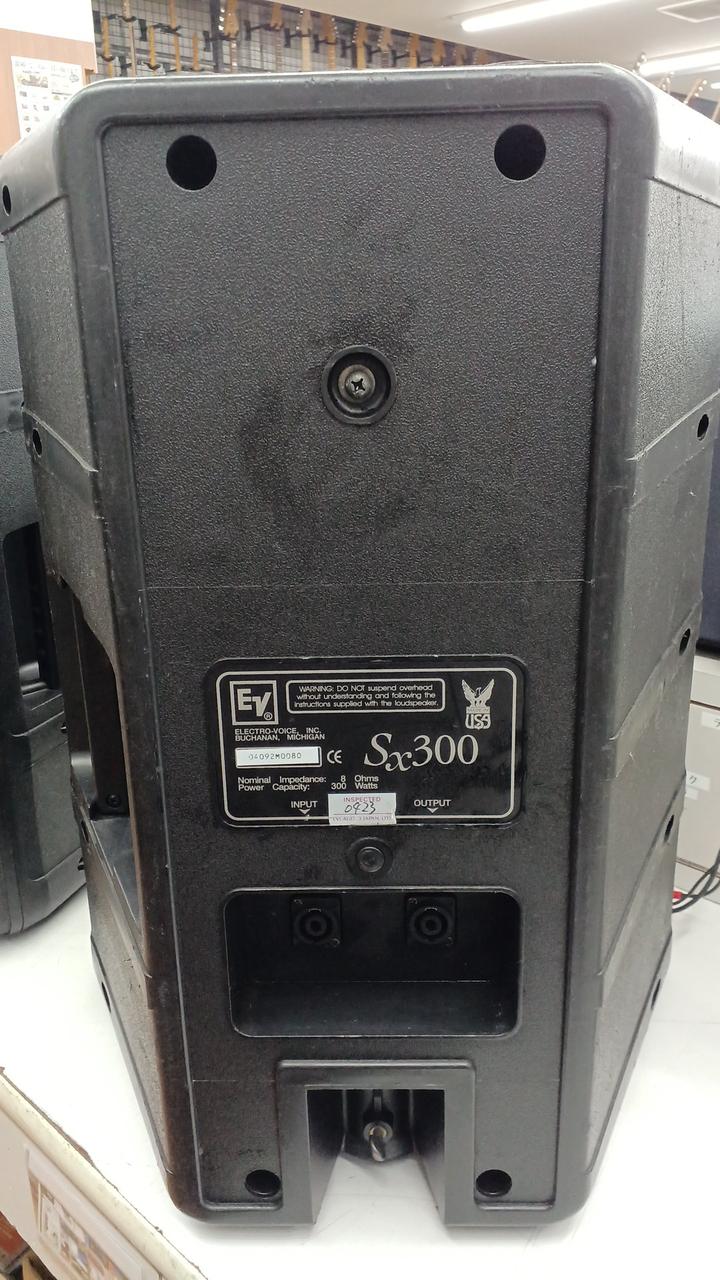 EV®
WARNING: DO NOT suspend overhead
without understanding and following the
instructions supplied with the loudspeaker.
USA
ELECTRO-VOICE, INC.
BUCHANAN, MICHIGAN
04092M0080 CE
Sx300
Nominal Impedance: 8 Ohms
Power Capacity: 300 Watts
INPUT
INSPECTED
0423
OUTPUT